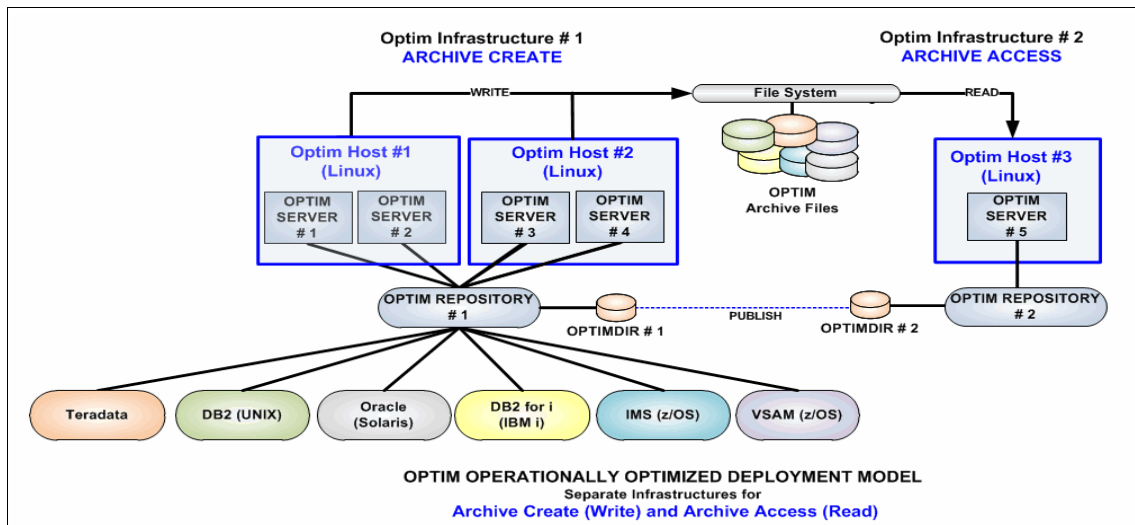 Optim Infrastructure # 1
ARCHIVE CREATE
Optim Infrastructure # 2
ARCHIVE ACCESS
WRITE
File System
READ
Optim Host #1
(Linux)
OPTIM
SERVER
# 1
OPTIM
SERVER
# 2
Optim Host #2
(Linux)
OPTIM
SERVER
# 3
OPTIM
SERVER
# 4
OPTIM
Archive Files
Optim Host #3
(Linux)
OPTIM
SERVER
# 5
OPTIM REPOSITORY
# 1
OPTIMDIR # 1
PUBLISH
OPTIMDIR # 2
OPTIM REPOSITORY
# 2
Teradata
DB2 (UNIX)
Oracle
(Solaris)
DB2 for i
(IBM i)
IMS (z/OS)
VSAM (z/OS)
OPTIM OPERATIONALLY OPTIMIZED DEPLOYMENT MODEL
Separate Infrastructures for
Archive Create (Write) and Archive Access (Read)